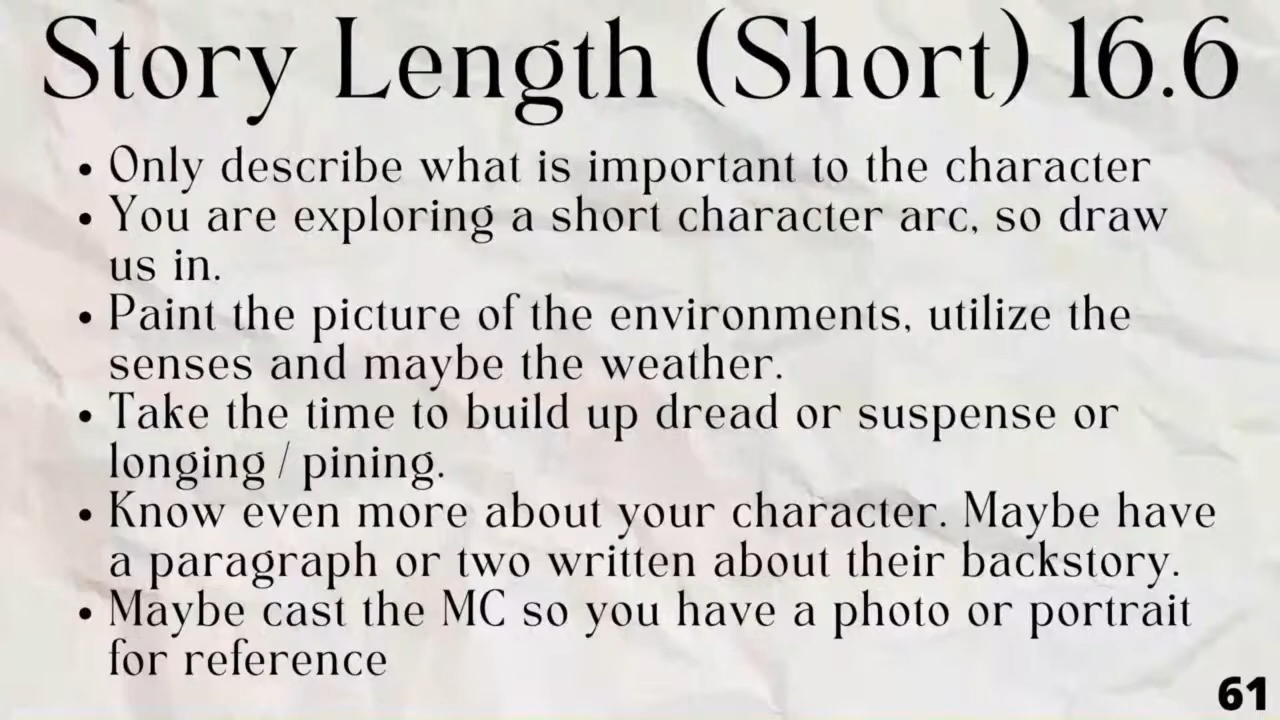 Story Length (Short) 16.6
• Only describe what is important to the character
• You are exploring a short character arc, so draw
us in.
• Paint the picture of the environments, utilize the
senses and maybe the weather.
• Take the time to build up dread or suspense or
longing / pining.
• Know even more about your character. Maybe have
a paragraph or two written about their backstory.
• Maybe cast the MC so you have a photo or portrait
for reference
61